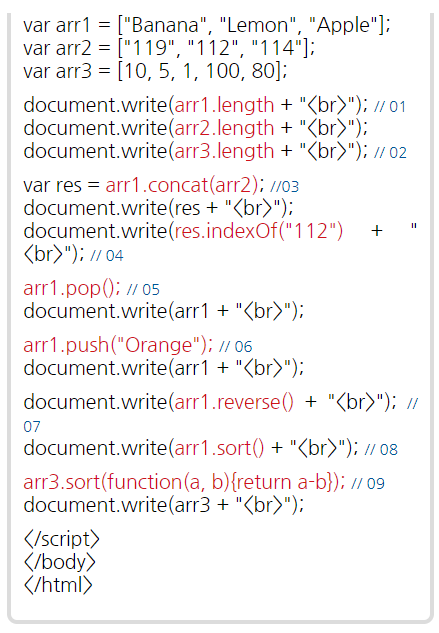 var arr1 = ["Banana", "Lemon", "Apple"];
var arr2 = ["119", "112", "114"];
var arr3 = [10, 5, 1, 100, 80];
document.write(arr1.length + "〈br〉"); // 01
document.write(arr2.length + "〈br〉");
document.write(arr3.length + "〈br〉"); // 02
var res = arr1.concat(arr2); //03
document.write(res + "〈br〉");
document.write(res.indexOf("112") + "
〈br〉"); // 04
arr1.pop(); // 05
document.write(arr1 + "〈br〉");
arr1.push("Orange"); // 06
document.write(arr1 + "〈br〉");
document.write(arr1.reverse() + "〈br〉"); //
07
document.write(arr1.sort() + "〈br〉"); // 08
arr3.sort(function(a, b){return a-b}); // 09
document.write(arr3 + "〈br〉");
〈/script〉
〈/body〉
〈/html〉